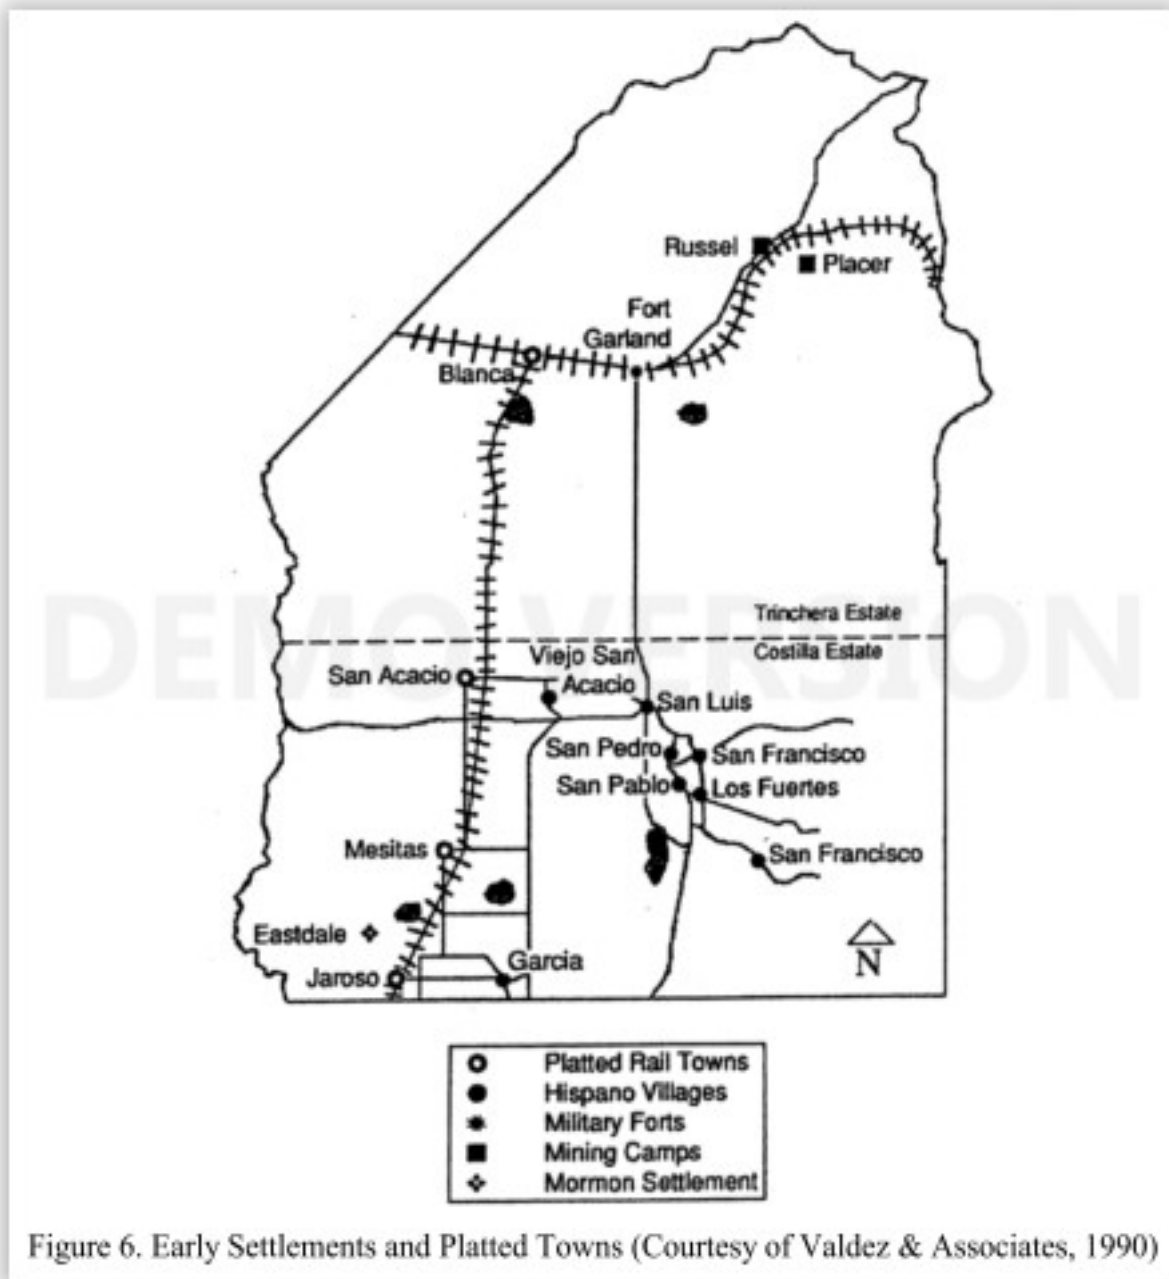 Russel
Placer
Fort
Garland
Blanca
DEMO VERSION
Trinchera Estate
Costilla Estate
Viejo San
Acacio
San Acacio
San Luis
San Pedro
San Francisco
San Pablo
Los Fuertes
Mesitas
San Francisco
Eastdale
N
Garcia
Jaroso
Platted Rail Towns
Hispano Villages
Military Forts
Mining Camps
Mormon Settlement
Figure 6. Early Settlements and Platted Towns (Courtesy of Valdez & Associates, 1990)